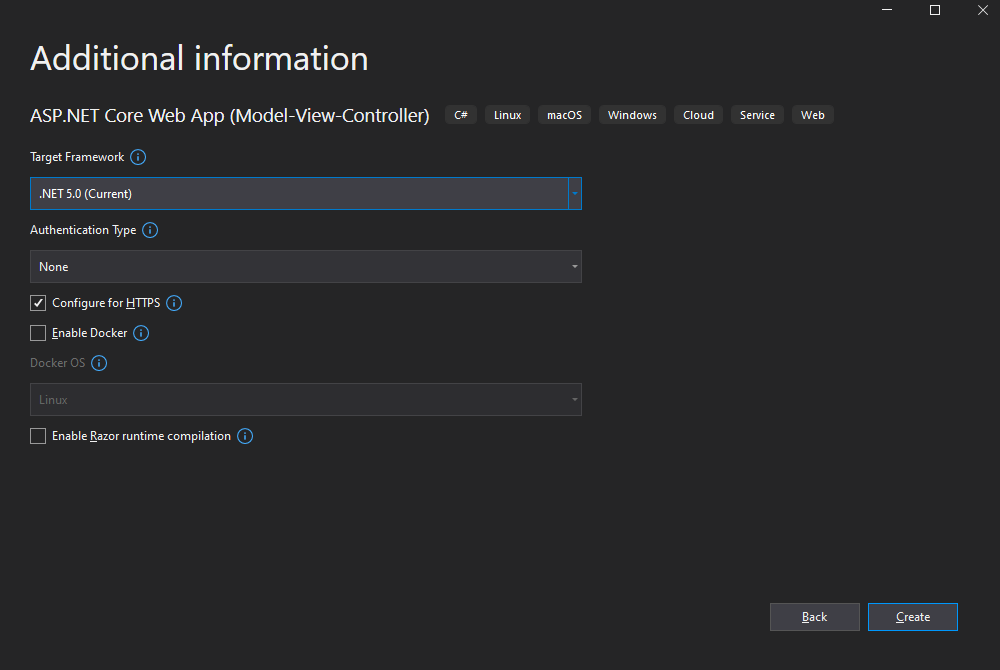 Additional information
ASP.NET Core Web App (Model-View-Controller) C# Linux macOS Windows Cloud Service Web
Target Framework
.NET 5.0 (Current)
Authentication Type
None
Configure for HTTPS
Enable Docker
Docker OS
Linux
Enable Razor runtime compilation
Back Create